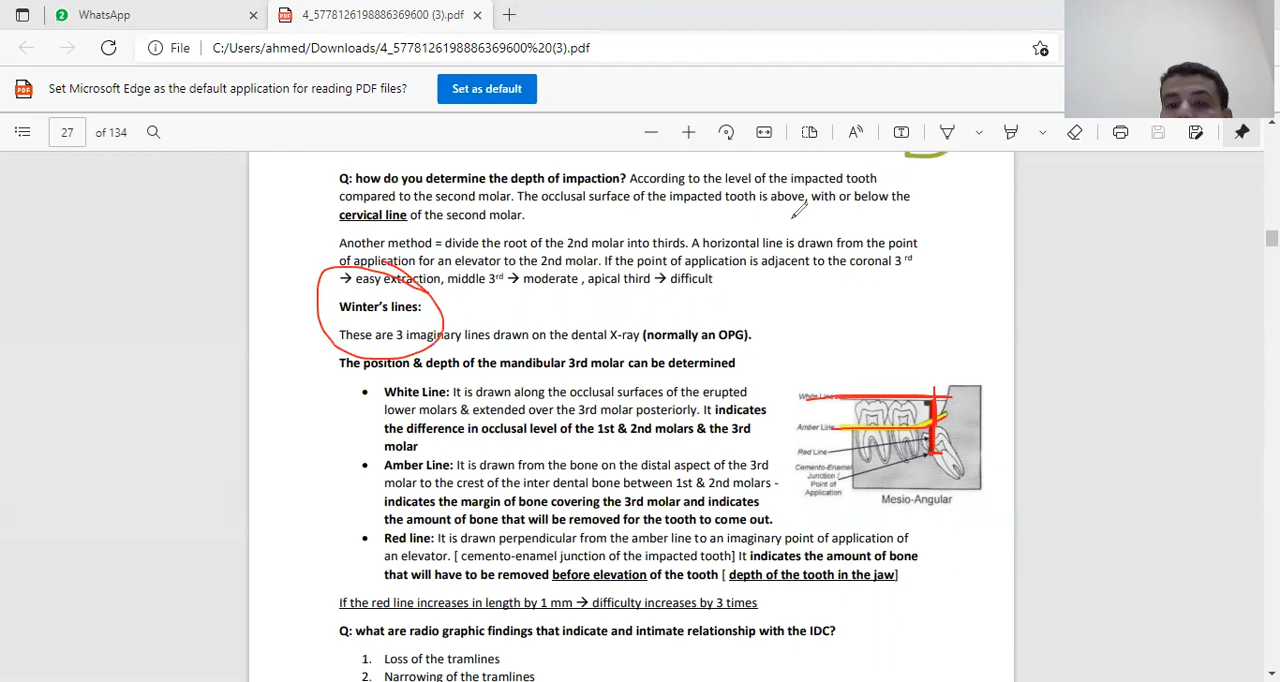 WhatsApp
4_5778126198886369600 (3).pdf
File
C:/Users/ahmed/Downloads/4_5778126198886369600%20(3).pdf
Set Microsoft Edge as the default application for reading PDF files?
Set as default
27 of 134
Q: how do you determine the depth of impaction? According to the level of the impacted tooth
compared to the second molar. The occlusal surface of the impacted tooth is above, with or below the
cervical line of the second molar.
Another method = divide the root of the 2nd molar into thirds. A horizontal line is drawn from the point
of application for an elevator to the 2nd molar. If the point of application is adjacent to the coronal 3 rd
→ easy extraction, middle 3rd → moderate , apical third → difficult
Winter's lines:
These are 3 imaginary lines drawn on the dental X-ray (normally an OPG).
The position & depth of the mandibular 3rd molar can be determined
• White Line: It is drawn along the occlusal surfaces of the erupted
lower molars & extended over the 3rd molar posteriorly. It indicates
the difference in occlusal level of the 1st & 2nd molars & the 3rd
molar
• Amber Line: It is drawn from the bone on the distal aspect of the 3rd
molar to the crest of the inter dental bone between 1st & 2nd molars -
indicates the margin of bone covering the 3rd molar and indicates
the amount of bone that will be removed for the tooth to come out.
• Red line: It is drawn perpendicular from the amber line to an imaginary point of application of
an elevator. [ cemento-enamel junction of the impacted tooth] It indicates the amount of bone
that will have to be removed before elevation of the tooth [ depth of the tooth in the jaw]
White Line
Amber Line
Red Line
Cemento-Enamel
Junction /
Point of
Application
Mesio-Angular
If the red line increases in length by 1 mm → difficulty increases by 3 times
Q: what are radio graphic findings that indicate and intimate relationship with the IDC?
1. Loss of the tramlines
2. Narrowing of the tramlines